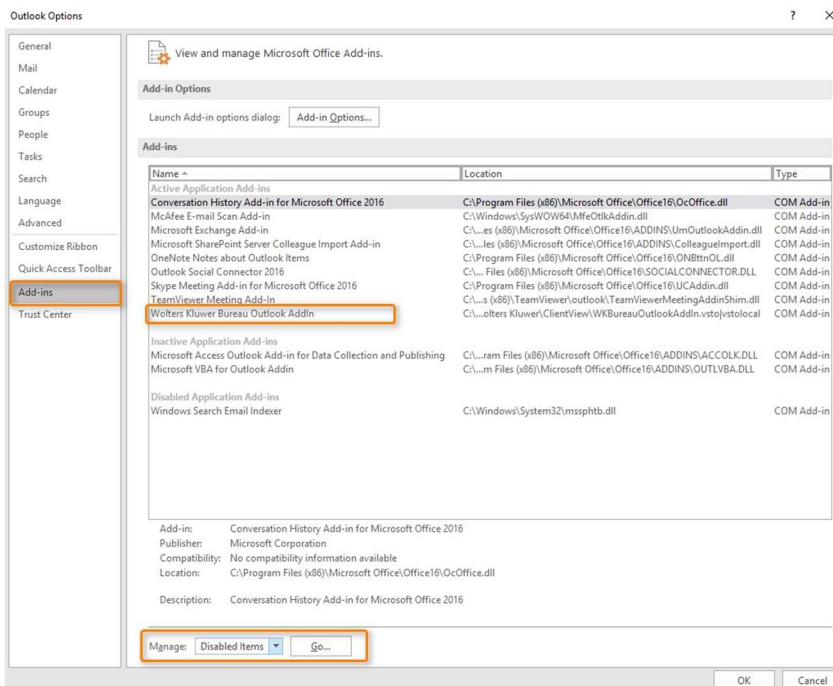 Outlook Options ? ×
General
Mail
Calendar
Groups
People
Tasks
Search
Language
Advanced
Customize Ribbon
Quick Access Toolbar
Add-ins
Trust Center
View and manage Microsoft Office Add-ins.
Add-in Options
Launch Add-in options dialog: Add-in Options...
Add-ins
Name Location Type
Active Application Add-ins
Conversation History Add-in for Microsoft Office 2016 C:\Program Files (x86)\Microsoft Office\Office16\OcOffice.dll COM Add-in
McAfee E-mail Scan Add-in C:\Windows\SysWOW64\MfeOtlkAddin.dll COM Add-in
Microsoft Exchange Add-in C:\...es (x86)\Microsoft Office\Office16\ADDINS\UmOutlookAddin.dll COM Add-in
Microsoft SharePoint Server Colleague Import Add-in C:\...les (x86)\Microsoft Office\Office16\ADDINS\ColleagueImport.dll COM Add-in
OneNote Notes about Outlook Items C:\Program Files (x86)\Microsoft Office\Office16\ONBttnOL.dll COM Add-in
Outlook Social Connector 2016 C:\... Files (x86)\Microsoft Office\Office16\SOCIALCONNECTOR.DLL COM Add-in
Skype Meeting Add-in for Microsoft Office 2016 C:\Program Files (x86)\Microsoft Office\Office16\UCAddin.dll COM Add-in
TeamViewer Meeting Add-In C:\...s (x86)\TeamViewer\outlook\TeamViewerMeetingAddinShim.dll COM Add-in
Wolters Kluwer Bureau Outlook AddIn C:\...olters Kluwer\ClientView\WKBureauOutlookAddIn.vsto|vstolocal COM Add-in
Inactive Application Add-ins
Microsoft Access Outlook Add-in for Data Collection and Publishing C:\...ram Files (x86)\Microsoft Office\Office16\ADDINS\ACCOLK.DLL COM Add-in
Microsoft VBA for Outlook Addin C:\...m Files (x86)\Microsoft Office\Office16\ADDINS\OUTLVBA.DLL COM Add-in
Disabled Application Add-ins
Windows Search Email Indexer C:\Windows\System32\mssphtb.dll COM Add-in
Add-in: Conversation History Add-in for Microsoft Office 2016
Publisher: Microsoft Corporation
Compatibility: No compatibility information available
Location: C:\Program Files (x86)\Microsoft Office\Office16\OcOffice.dll
Description: Conversation History Add-in for Microsoft Office 2016
Manage: Disabled Items Go...
OK Cancel